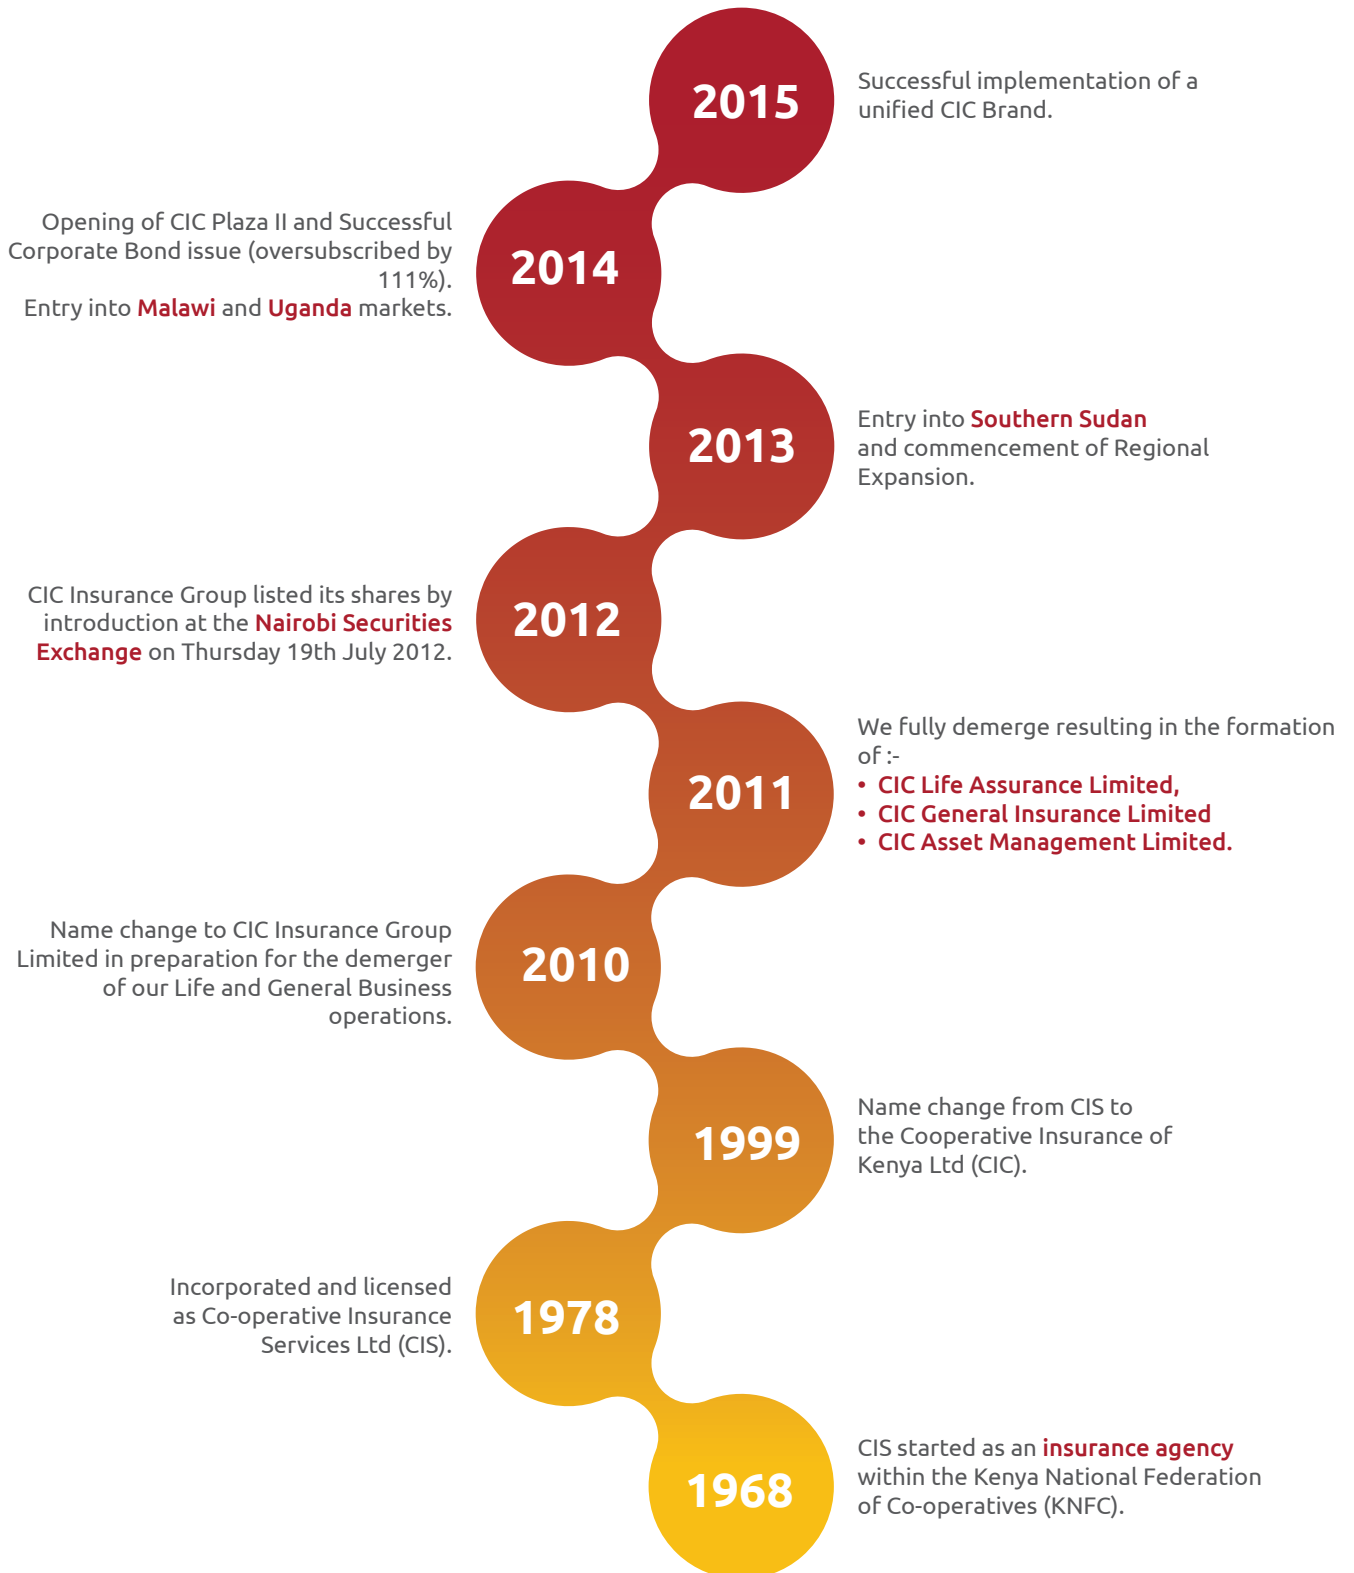 2015
Successful implementation of a
unified CIC Brand.
Opening of CIC Plaza II and Successful
Corporate Bond issue (oversubscribed by
111%).
Entry into Malawi and Uganda markets.
2014
2013
Entry into Southern Sudan
and commencement of Regional
Expansion.
CIC Insurance Group listed its shares by
introduction at the Nairobi Securities
Exchange on Thursday 19th July 2012.
2012
2011
We fully demerge resulting in the formation
of :-
• CIC Life Assurance Limited,
• CIC General Insurance Limited
• CIC Asset Management Limited.
Name change to CIC Insurance Group
Limited in preparation for the demerger
of our Life and General Business
operations.
2010
1999
Name change from CIS to
the Cooperative Insurance of
Kenya Ltd (CIC).
Incorporated and licensed
as Co-operative Insurance
Services Ltd (CIS).
1978
1968
CIS started as an insurance agency
within the Kenya National Federation
of Co-operatives (KNFC).